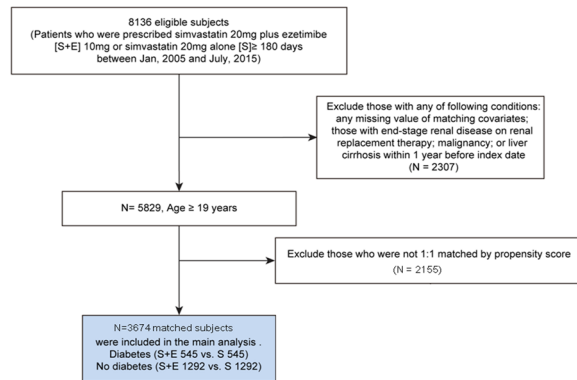 8136 eligible subjects
(Patients who were prescribed simvastatin 20mg plus ezetimibe
[S+E] 10mg or simvastatin 20mg alone [S]≥ 180 days
between Jan, 2005 and July, 2015)
Exclude those with any of following conditions:
any missing value of matching covariates;
those with end-stage renal disease on renal
replacement therapy; malignancy; or liver
cirrhosis within 1 year before index date
(N = 2307)
N= 5829, Age ≥ 19 years
Exclude those who were not 1:1 matched by propensity score
(N = 2155)
N=3674 matched subjects
were included in the main analysis .
Diabetes (S+E 545 vs. S 545)
No diabetes (S+E 1292 vs S 1292)